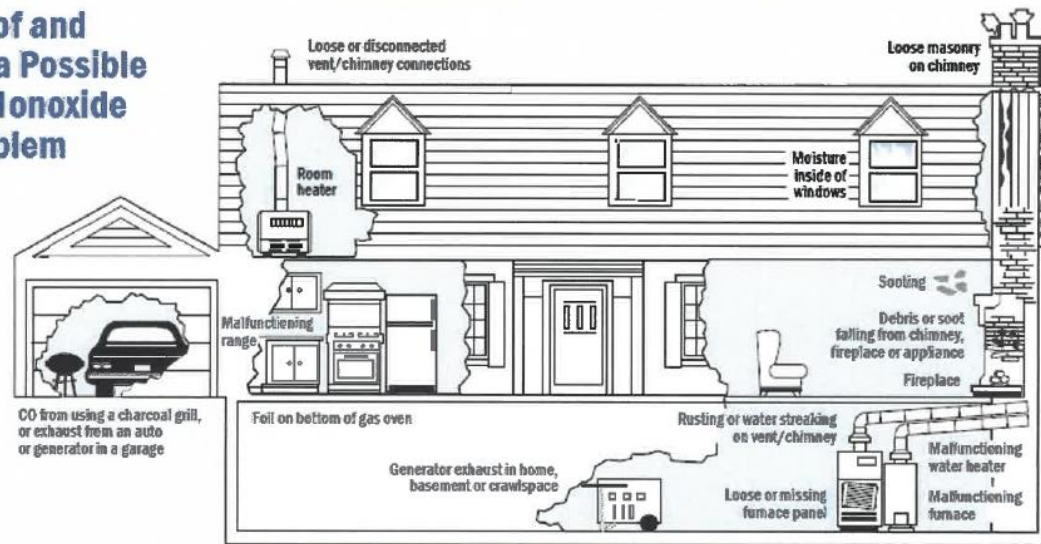 of and
a Possible
Monoxide
blem
Loose or disconnected
vent/chimney connections
Loose masonry
on chimney
Room
heater
Moisture
inside of
windows
Malfunctiening
range
Sooting
Debris or soot
falling from chimney,
fireplace or appliance
Fireplace
CO from using a charcoal grill,
or exhaust from an auto
or generator in a garage
Foil on bottom of gas oven
Rusting or water streaking
on vent/chimney
Generator exhaust in home,
basement or crawlspace
Loose or missing
furnace panel
Malfunctioning
water heater
Malfunctioning
furnace